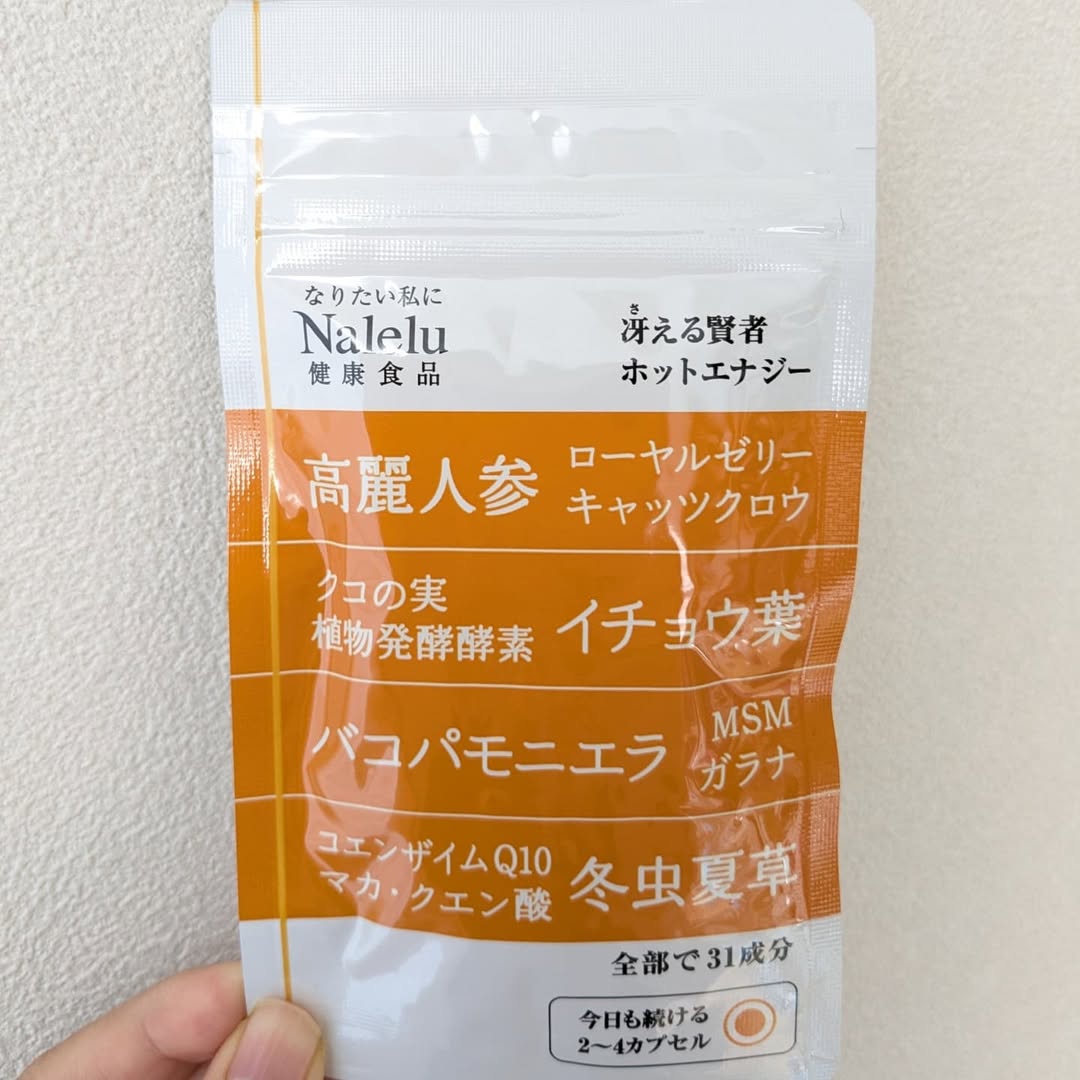 なりたい私に
Nalelu
健康食品
さ
冴える賢者
ホットエナジー
高麗人参
ローヤルゼリー
キャッツクロウ
クコの実
植物発酵酵素
イチョウ葉
バコパモニエラ
MSM
ガラナ
コエンザイムQ10
マカ・クエン酸
冬虫夏草
全部で31成分
今日も続ける
2〜4カプセル